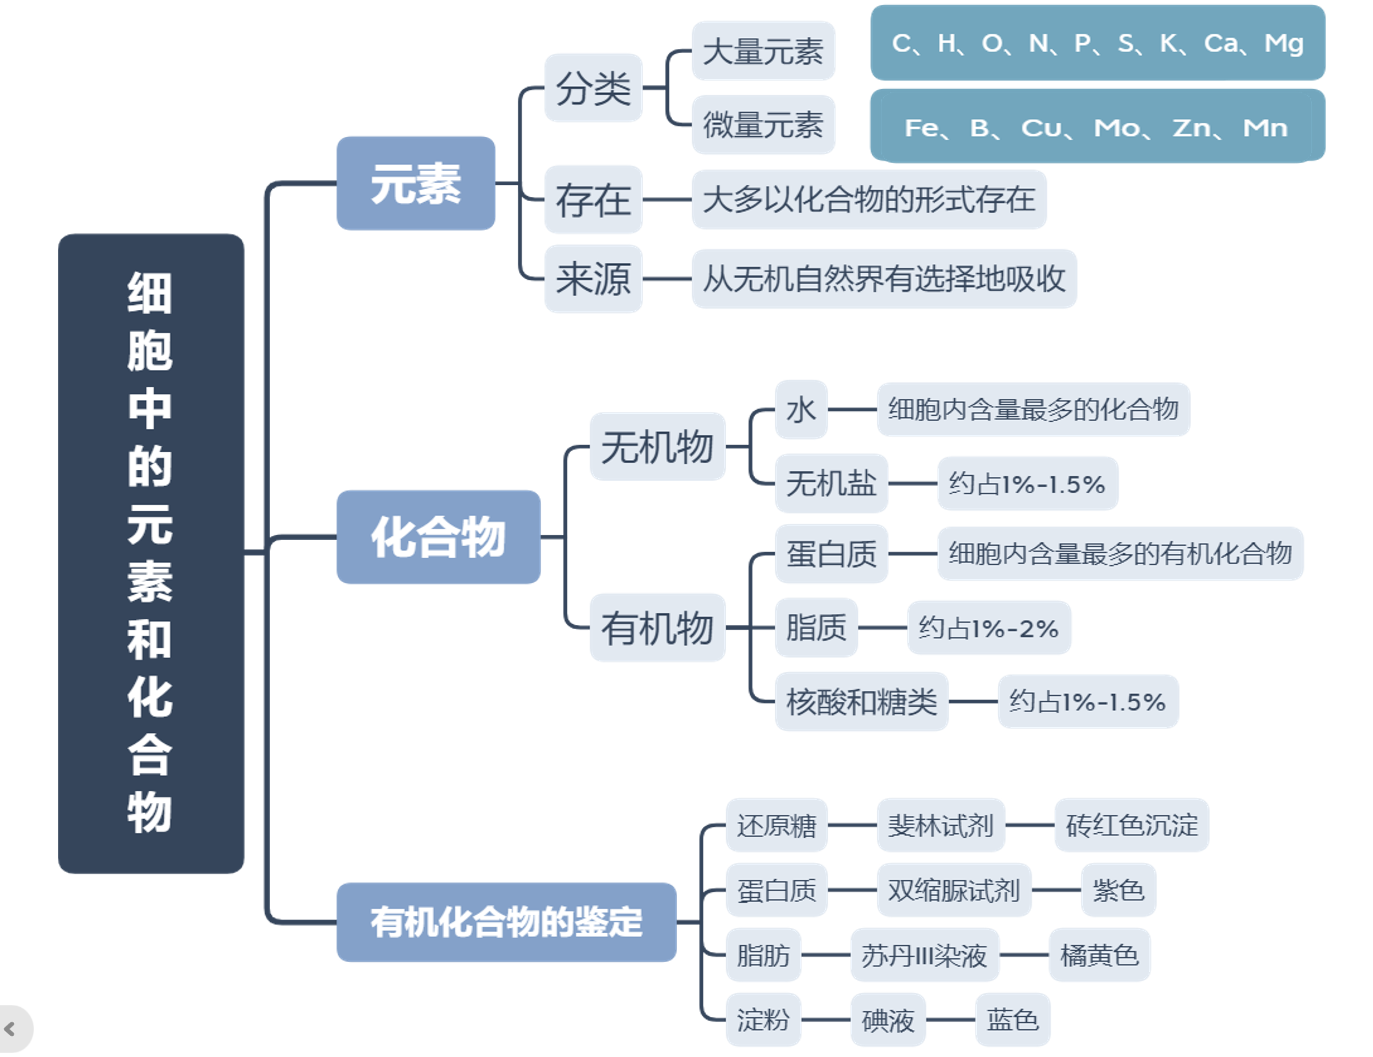 细胞中的元素和化合物
元素
分类
大量元素
C、H、O、N、P、S、K、Ca、Mg
微量元素
Fe、B、Cu、Mo、Zn、Mn
存在
大多以化合物的形式存在
来源
从无机自然界有选择地吸收
化合物
无机物
水
细胞内含量最多的化合物
无机盐
约占1%-1.5%
有机物
蛋白质
细胞内含量最多的有机化合物
脂质
约占1%-2%
核酸和糖类
约占1%-1.5%
有机化合物的鉴定
还原糖
斐林试剂
砖红色沉淀
蛋白质
双缩脲试剂
紫色
脂肪
苏丹III染液
橘黄色
淀粉
碘液
蓝色